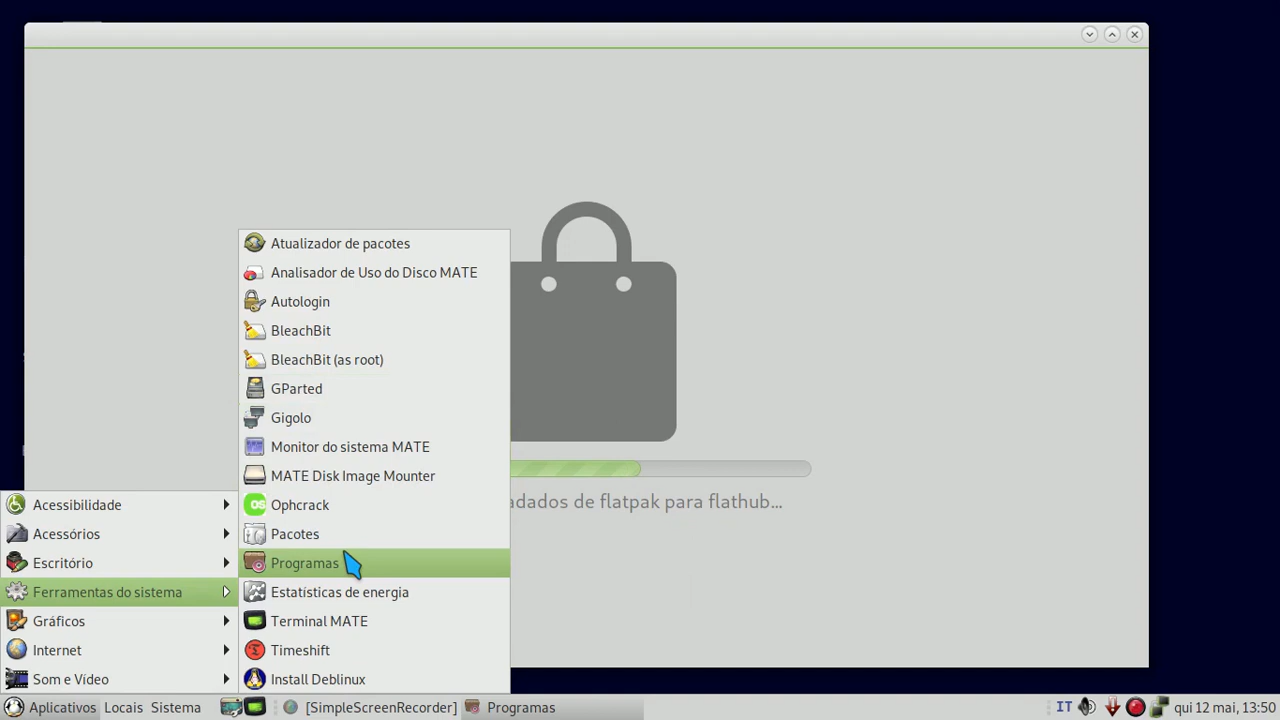 Atualizador de pacotes
Analisador de Uso do Disco MATE
Autologin
BleachBit
BleachBit (as root)
GParted
Gigolo
Monitor do sistema MATE
MATE Disk Image Mounter
Ophcrack
OS
Pacotes
Programas
Estatísticas de energia
Terminal MATE
Timeshift
Install Deblinux
adados de flatpak para flathub...
Acessibilidade
Acessórios
Escritório
Ferramentas do sistema
Gráficos
Internet
Som e Vídeo
Aplicativos Locais Sistema [SimpleScreenRecorder] Programas IT qui 12 mai, 13:50